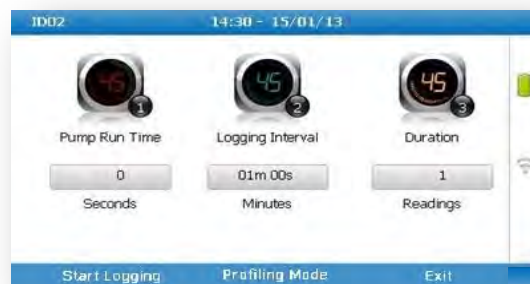 ID02 14:30 - 15/01/13
45 45 45
1 2 3
Pump Run Time Logging Interval Duration
0 01m 00s 1
Seconds Minutes Readings
Start Logging Profiling Mode Exit